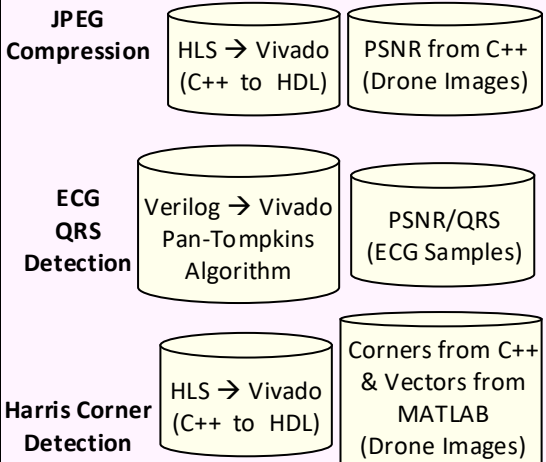 JPEG
Compression
HLS → Vivado
(C++ to HDL)
PSNR from C++
(Drone Images)
ECG
QRS
Detection
Verilog → Vivado
Pan-Tompkins
Algorithm
PSNR/QRS
(ECG Samples)
Harris Corner
Detection
HLS → Vivado
(C++ to HDL)
Corners from C++
& Vectors from
MATLAB
(Drone Images)